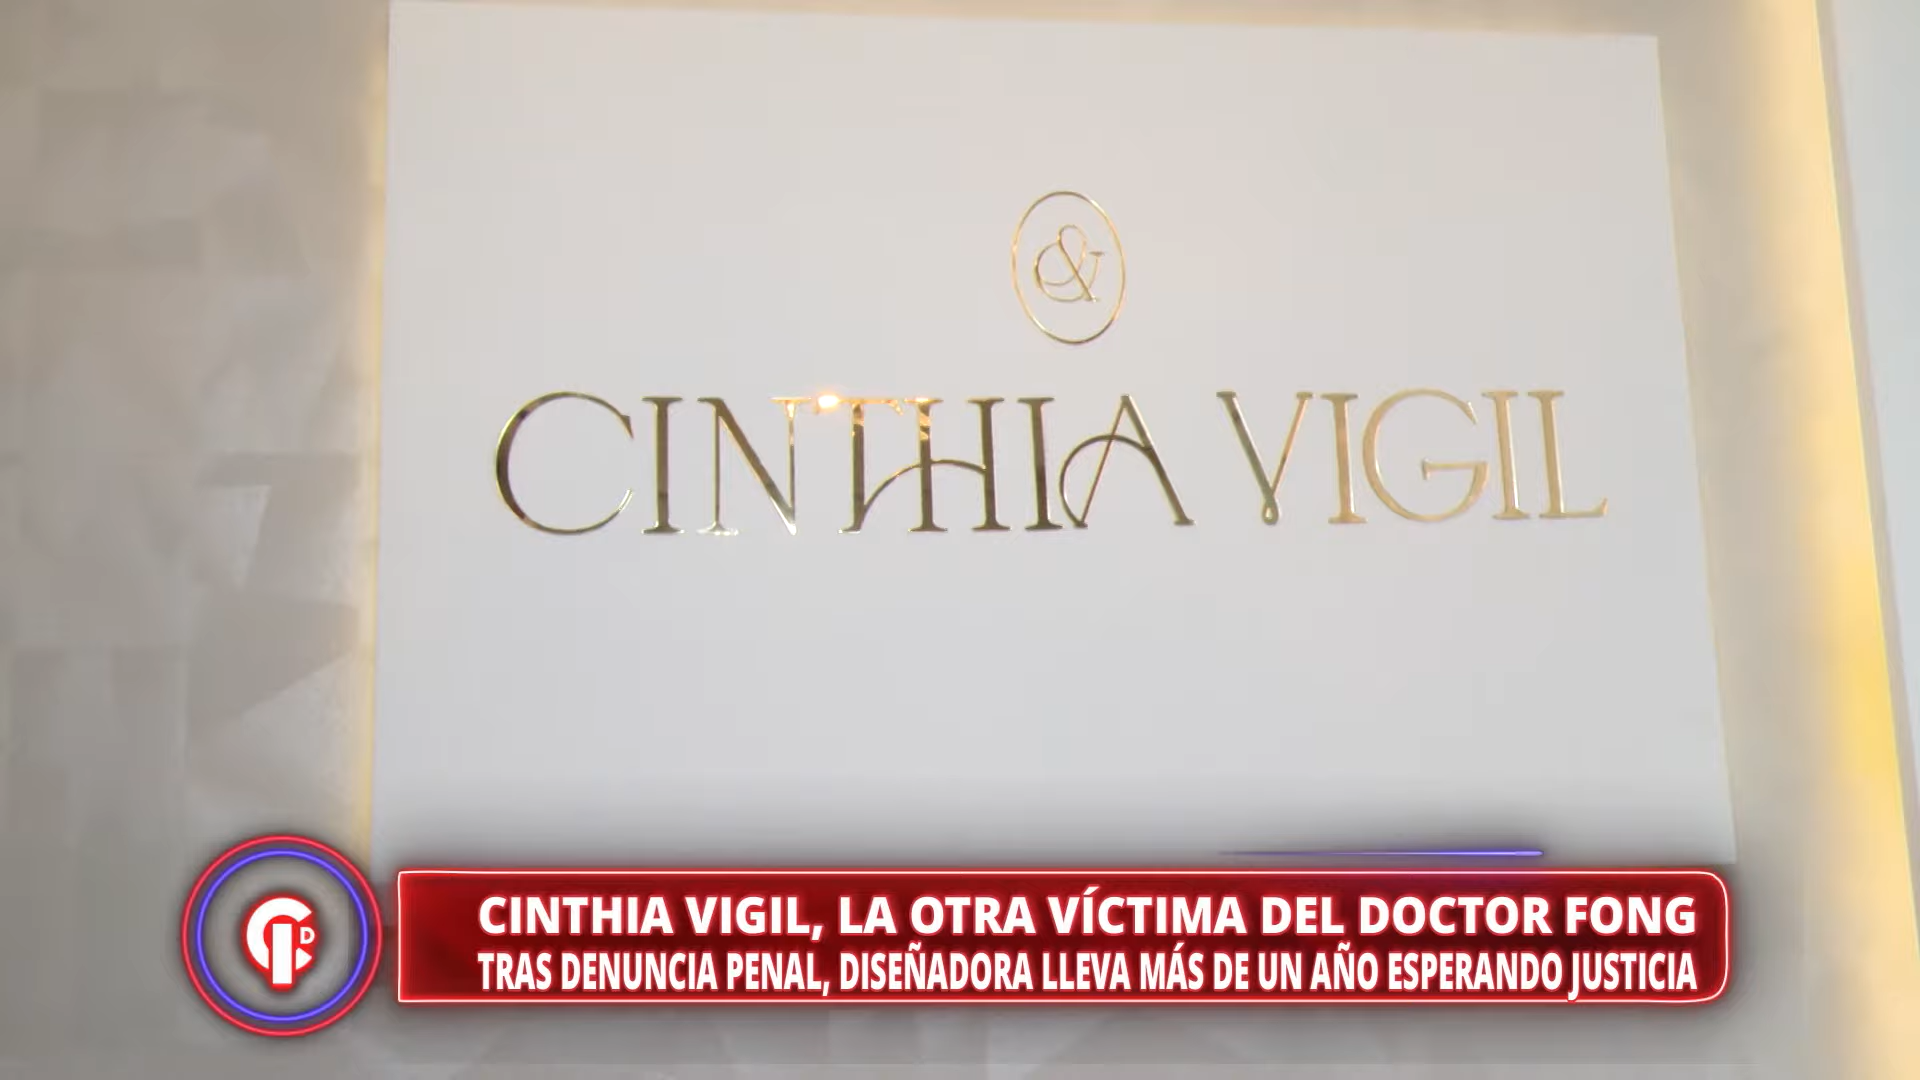 &
CINTHIA VIGIL
CINTHIA VIGIL, LA OTRA VÍCTIMA DEL DOCTOR FONG
TRAS DENUNCIA PENAL, DISEÑADORA LLEVA MÁS DE UN AÑO ESPERANDO JUSTICIA